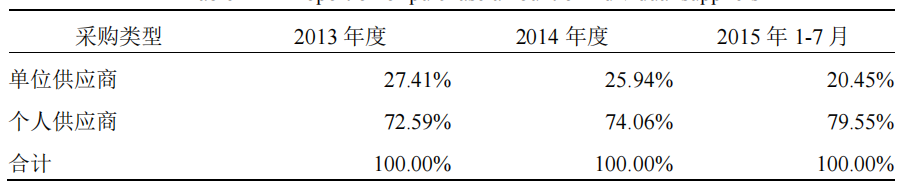 采购类型 2013 年度 2014 年度 2015 年 1-7 月
单位供应商 27.41% 25.94% 20.45%
个人供应商 72.59% 74.06% 79.55%
合计 100.00% 100.00% 100.00%